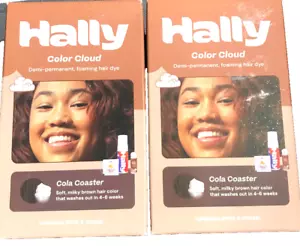 Hally
Color Cloud
Demi-permanent, foaming hair dye
Cola Coaster
Soft, milky brown hair color
that washes out in 4-6 weeks
Hally
Color Cloud
Demi-permanent, foaming hair dye
Cola Coaster
Soft, milky brown hair color
that washes out in 4-6 weeks